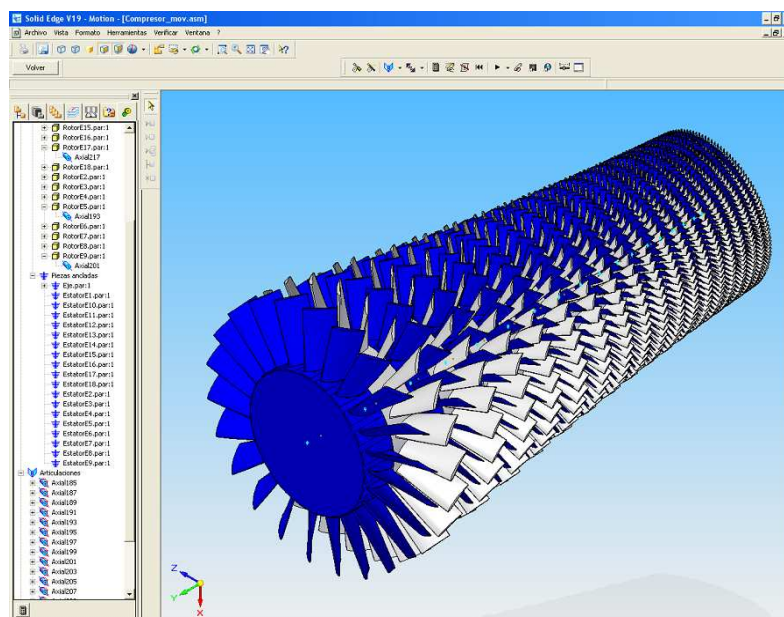 Solid Edge V19 - Motion - [Compresor_mov.asm]
Archivo Vista Formato Herramientas Verificar Ventana ?
Volver
RotorE15.par:1
RotorE16.par:1
RotorE17.par:1
Axial217
RotorE18.par:1
RotorE2.par:1
RotorE3.par:1
RotorE4.par:1
RotorE5.par:1
Axial193
RotorE6.par:1
RotorE7.par:1
RotorE8.par:1
RotorE9.par:1
Axial201
Piezas ancladas
Eje.par:1
EstatorE1.par:1
EstatorE10.par:1
EstatorE11.par:1
EstatorE12.par:1
EstatorE13.par:1
EstatorE14.par:1
EstatorE15.par:1
EstatorE16.par:1
EstatorE17.par:1
EstatorE18.par:1
EstatorE2.par:1
EstatorE3.par:1
EstatorE4.par:1
EstatorE5.par:1
EstatorE6.par:1
EstatorE7.par:1
EstatorE8.par:1
EstatorE9.par:1
Articulaciones
Axial185
Axial187
Axial189
Axial191
Axial193
Axial195
Axial197
Axial199
Axial201
Axial203
Axial205
Axial207
Z
Y
X